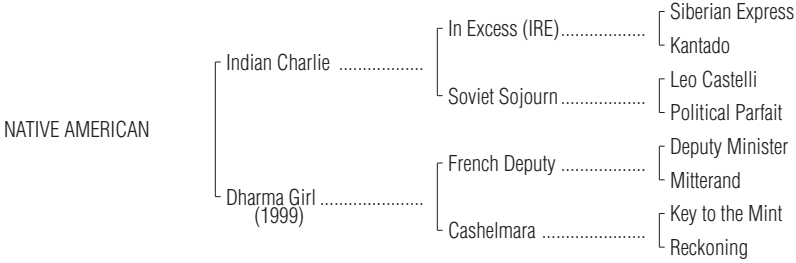 Siberian Express
In Excess (IRE)...................
Kantado
Indian Charlie ..................
Leo Castelli
Soviet Sojourn...................
Political Parfait
NATIVE AMERICAN
Deputy Minister
French Deputy ...................
Mitterand
Dharma Girl ......................
(1999)
Key to the Mint
Cashelmara .......................
Reckoning